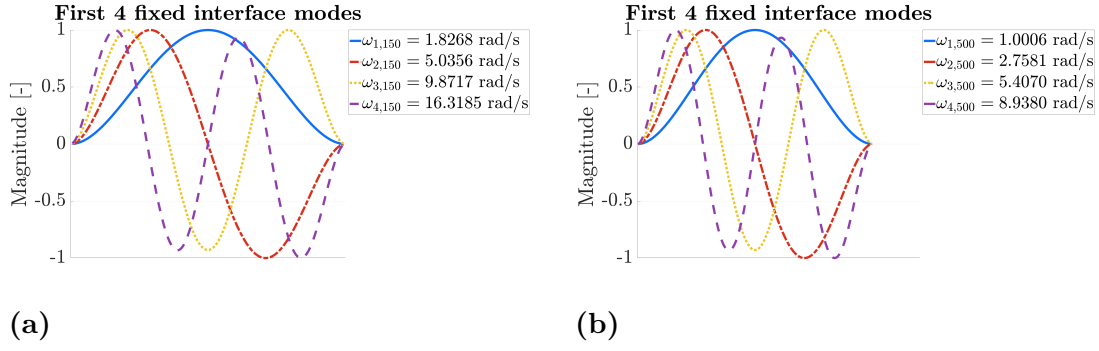 First 4 fixed interface modes
1
0.5
0
-0.5
-1
Magnitude [-]
ω1,150 = 1.8268 rad/s
ω2,150 = 5.0356 rad/s
ω3,150 = 9.8717 rad/s
ω4,150 = 16.3185 rad/s
(a)
First 4 fixed interface modes
1
0.5
0
-0.5
-1
Magnitude [-]
ω1,500 = 1.0006 rad/s
ω2,500 = 2.7581 rad/s
ω3,500 = 5.4070 rad/s
ω4,500 = 8.9380 rad/s
(b)